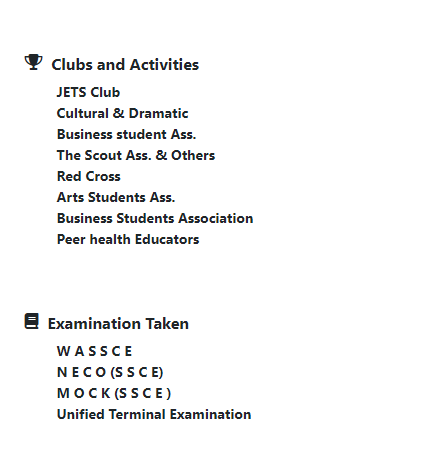 Clubs and Activities
JETS Club
Cultural & Dramatic
Business student Ass.
The Scout Ass. & Others
Red Cross
Arts Students Ass.
Business Students Association
Peer health Educators
Examination Taken
W A S S C E
N E C O (S S C E)
M O C K (S S C E )
Unified Terminal Examination